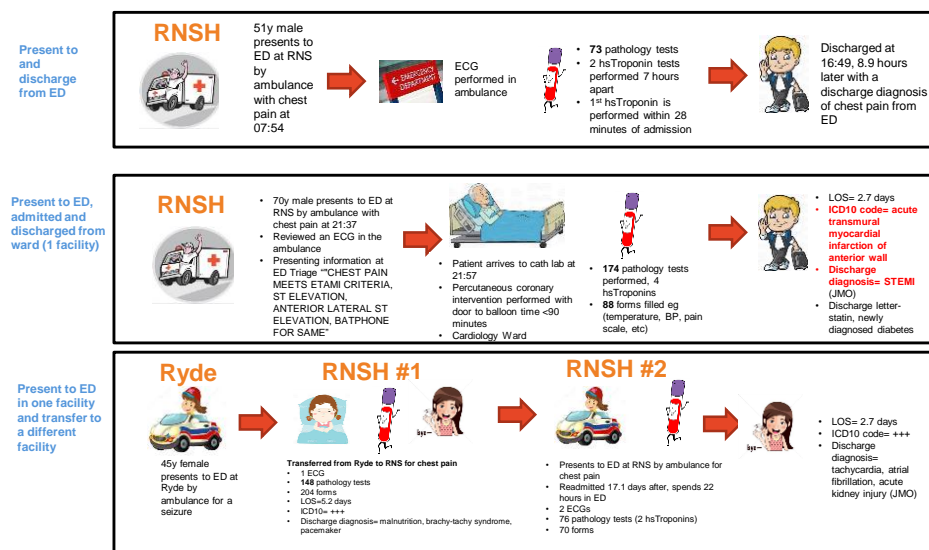 Present to
and
discharge
from ED
RNSH
51y male
presents to
ED at RNS
by
ambulance
with chest
pain at
07:54
← EMERGENCY
DEPARTMENT
ECG
performed in
ambulance
• 73 pathology tests
• 2 hsTroponin tests
performed 7 hours
apart
• 1st hsTroponin is
performed within 28
minutes of admission
Discharged at
16:49, 8.9 hours
later with a
discharge diagnosis
of chest pain from
ED
Present to ED,
admitted and
discharged from
ward (1 facility)
RNSH
• 70y male presents to ED at
RNS by ambulance with
chest pain at 21:37
• Reviewed an ECG in the
ambulance
• Presenting information at
ED Triage ""CHEST PAIN
MEETS ETAMI CRITERIA,
ST ELEVATION,
ANTERIOR LATERAL ST
ELEVATION, BATPHONE
FOR SAME"
• Patient arrives to cath lab at
21:57
• Percutaneous coronary
intervention performed with
door to balloon time <90
minutes
• Cardiology Ward
• 174 pathology tests
performed, 4
hsTroponins
• 88 forms filled eg
(temperature, BP, pain
scale, etc)
• LOS= 2.7 days
• ICD10 code= acute
transmural
myocardial
infarction of
anterior wall
• Discharge
diagnosis= STEMI
(JMO)
• Discharge letter-
statin, newly
diagnosed diabetes
Present to ED
in one facility
and transfer to
a different
facility
Ryde
45y female
presents to ED at
Ryde by
ambulance for a
seizure
RNSH #1
bye~
Transferred from Ryde to RNS for chest pain
• 1 ECG
• 148 pathology tests
• 204 forms
• LOS=5.2 days
• ICD10= +++
• Discharge diagnosis= malnutrition, brachy-tachy syndrome,
pacemaker
RNSH #2
• Presents to ED at RNS by ambulance for
chest pain
• Readmitted 17.1 days after, spends 22
hours in ED
• 2 ECGs
• 76 pathology tests (2 hsTroponins)
• 70 forms
bye~
• LOS= 2.7 days
• ICD10 code= +++
• Discharge
diagnosis=
tachycardia, atrial
fibrillation, acute
kidney injury (JMO)